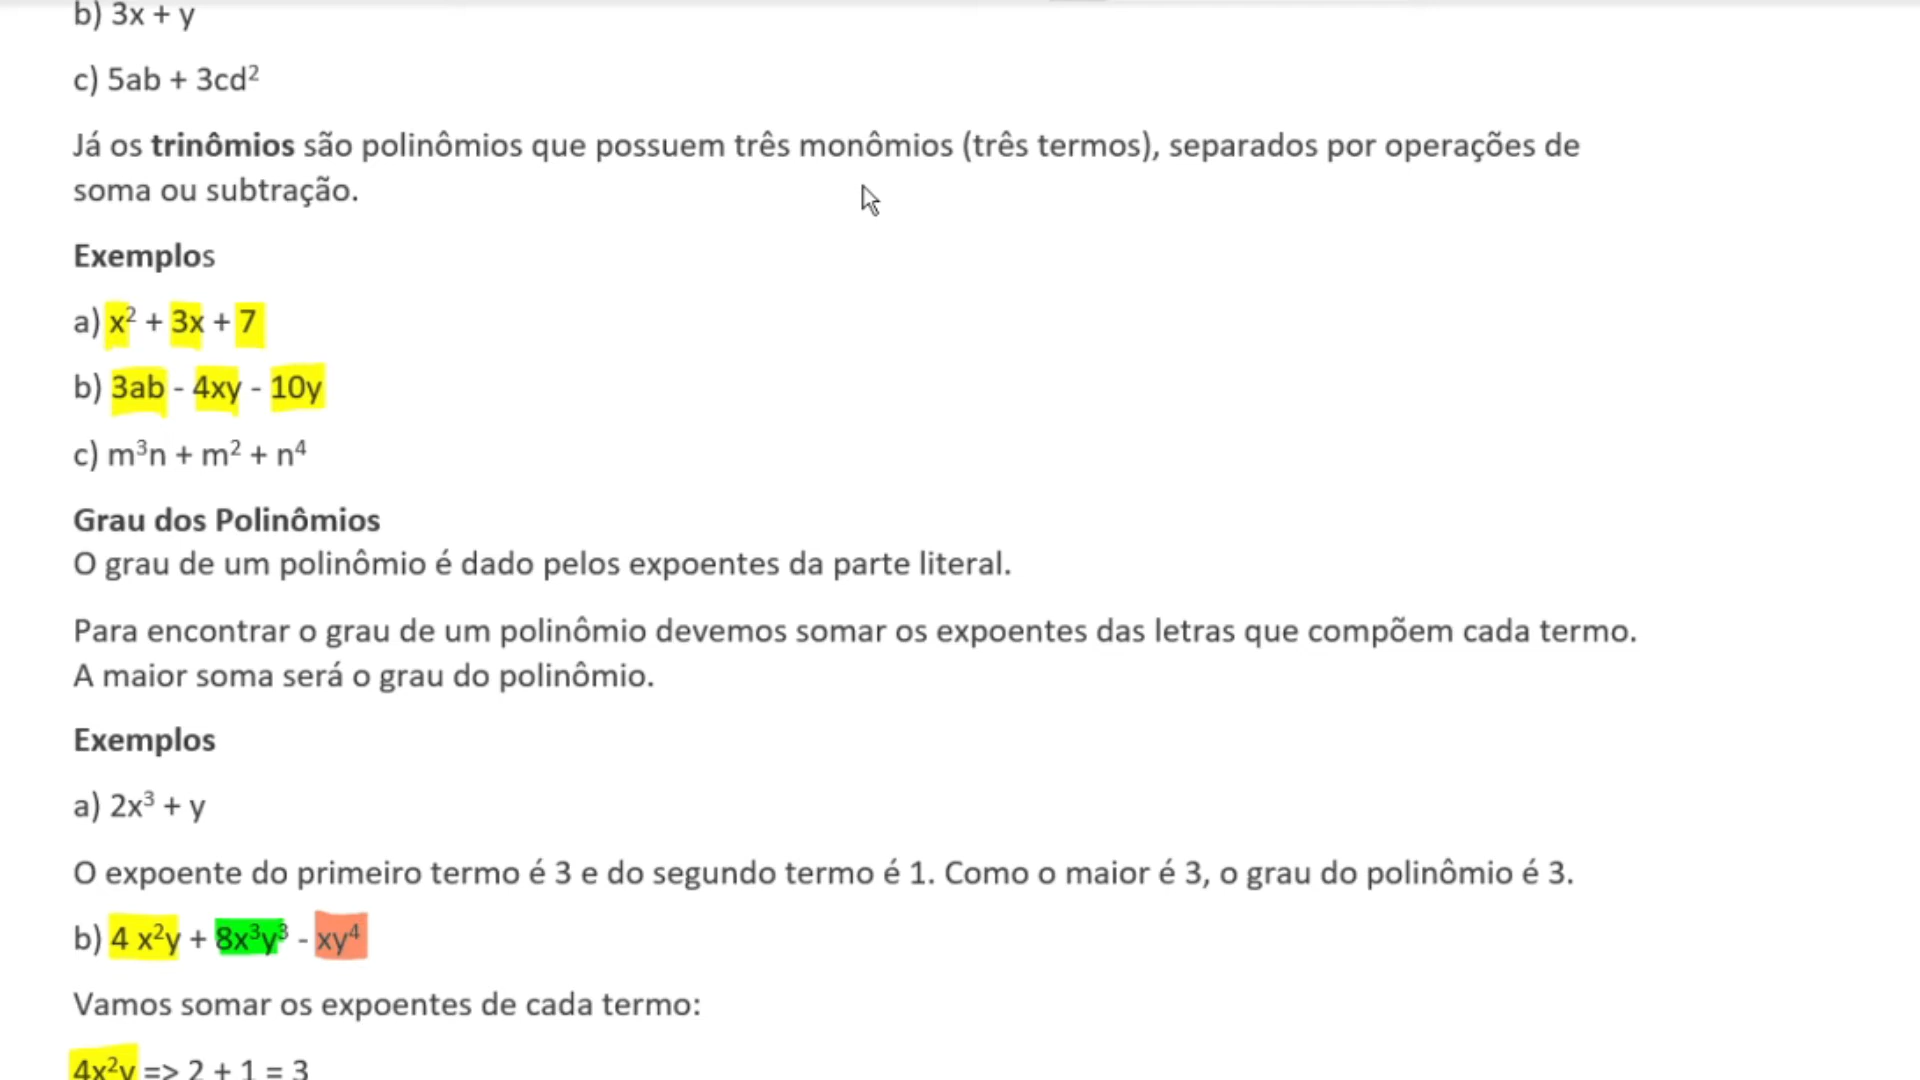 b) 3x + y
c) 5ab + 3cd²
Já os trinômios são polinômios que possuem três monômios (três termos), separados por operações de
soma ou subtração.
Exemplos
a) x² + 3x + 7
b) 3ab - 4xy - 10y
c) m³n + m² + n⁴
Grau dos Polinômios
O grau de um polinômio é dado pelos expoentes da parte literal.
Para encontrar o grau de um polinômio devemos somar os expoentes das letras que compõem cada termo.
A maior soma será o grau do polinômio.
Exemplos
a) 2x³ + y
O expoente do primeiro termo é 3 e do segundo termo é 1. Como o maior é 3, o grau do polinômio é 3.
b) 4 x²y + 8x³y³ - xy⁴
Vamos somar os expoentes de cada termo:
4x²y => 2 + 1 = 3